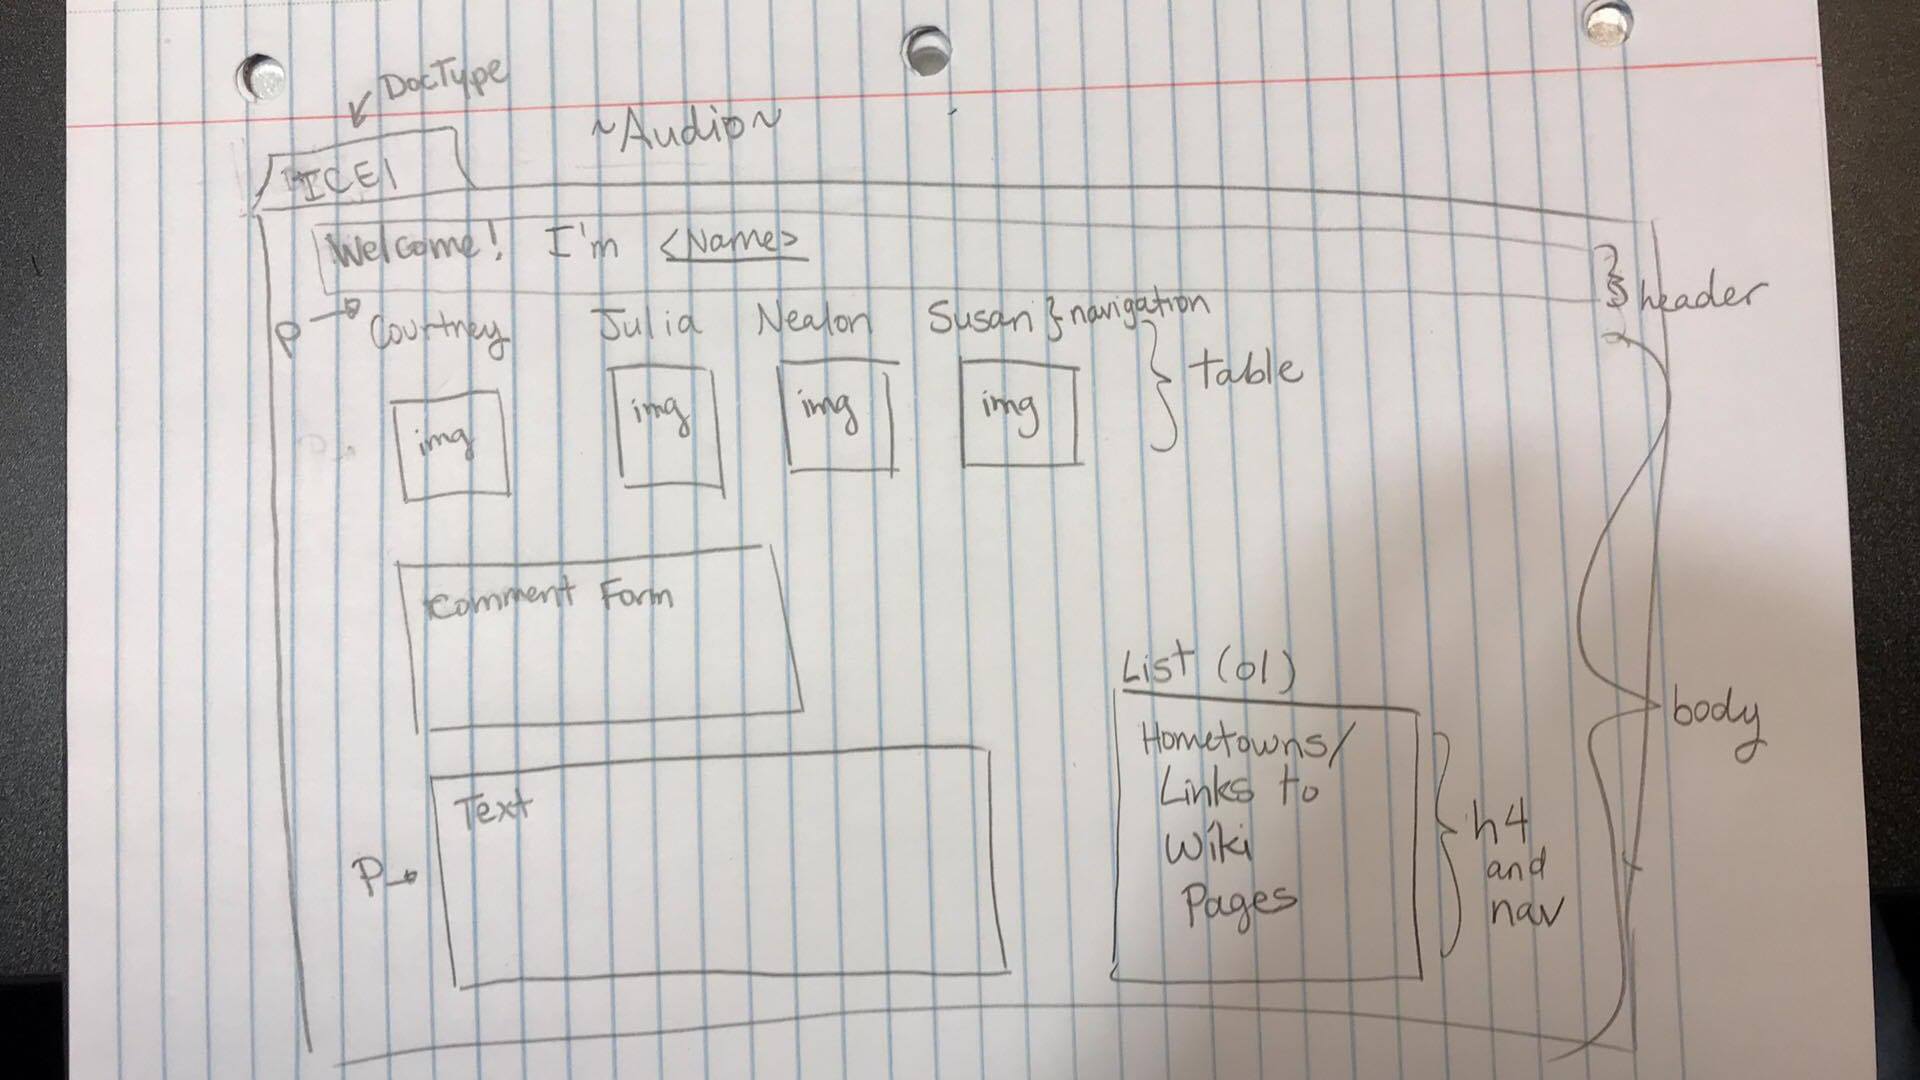 DocType
~Audio~
ICE1
Welcome! I'm <Name>
} header
P → Courtney Julia Nealon Susan } navigation
} table
img img img img
Comment Form
List (ol)
Hometowns/
Links to
Wiki
Pages
} h4
and
nav
body
Text
P →